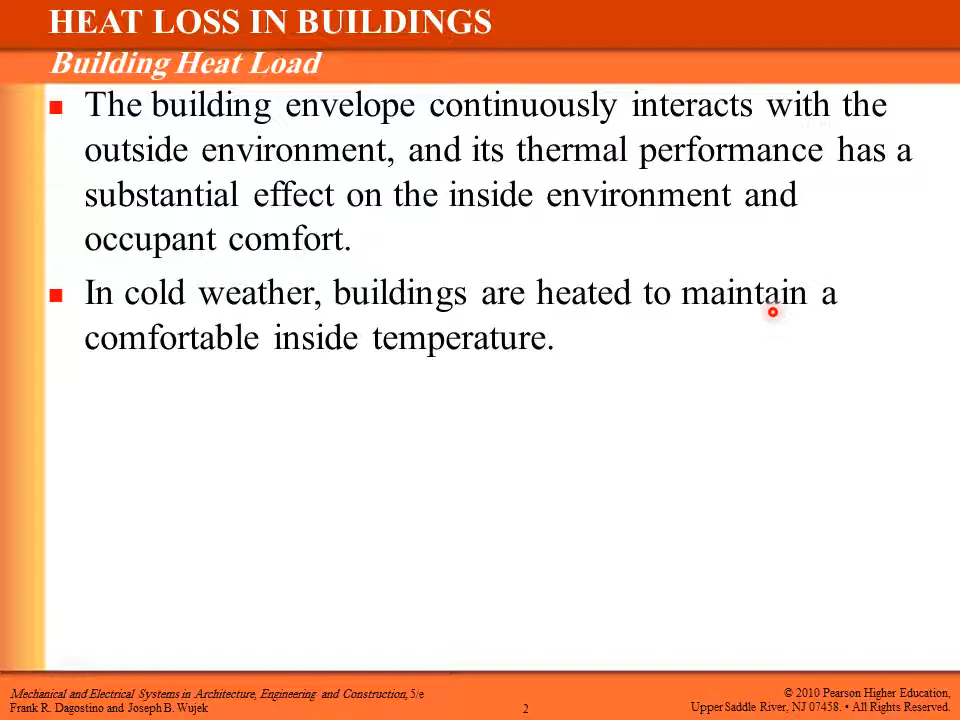 HEAT LOSS IN BUILDINGS
Building Heat Load
The building envelope continuously interacts with the
outside environment, and its thermal performance has a
substantial effect on the inside environment and
occupant comfort.
In cold weather, buildings are heated to maintain a
comfortable inside temperature.
Mechanical and Electrical Systems in Architecture, Engineering and Construction, 5/e
Frank R. Dagostino and Joseph B. Wujek
2
© 2010 Pearson Higher Education,
Upper Saddle River, NJ 07458. • All Rights Reserved.